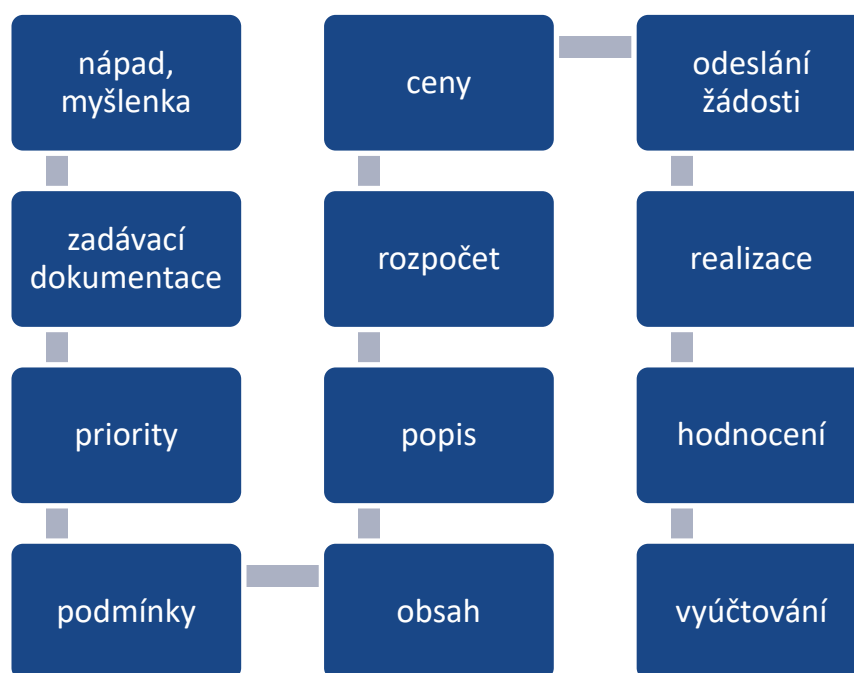 nápad,
myšlenka
zadávací
dokumentace
priority
podmínky
obsah
popis
rozpočet
ceny
odeslání
žádosti
realizace
hodnocení
vyúčtování